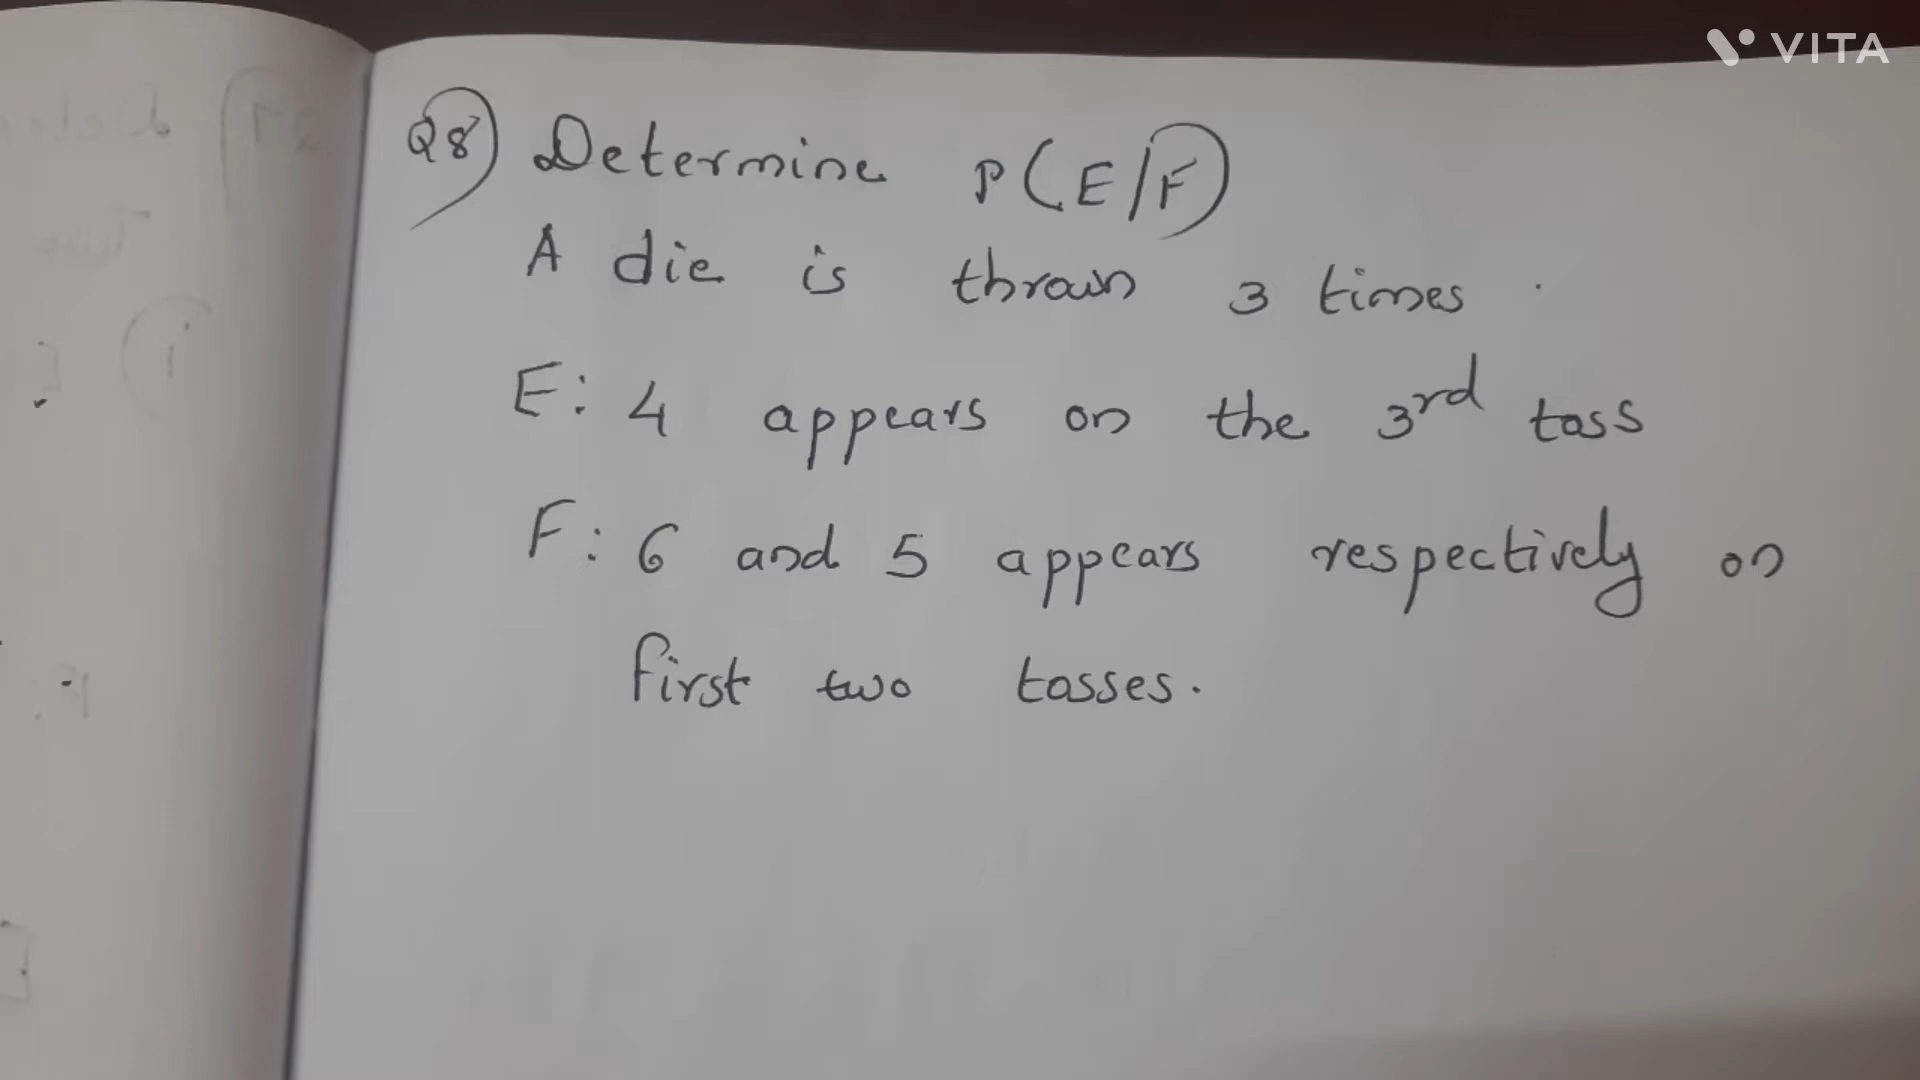 VITA
Q8) Determine P(E/F)
A die is thrown 3 times.
E: 4 appears on the 3rd toss
F: 6 and 5 appears respectively on
first two tosses.